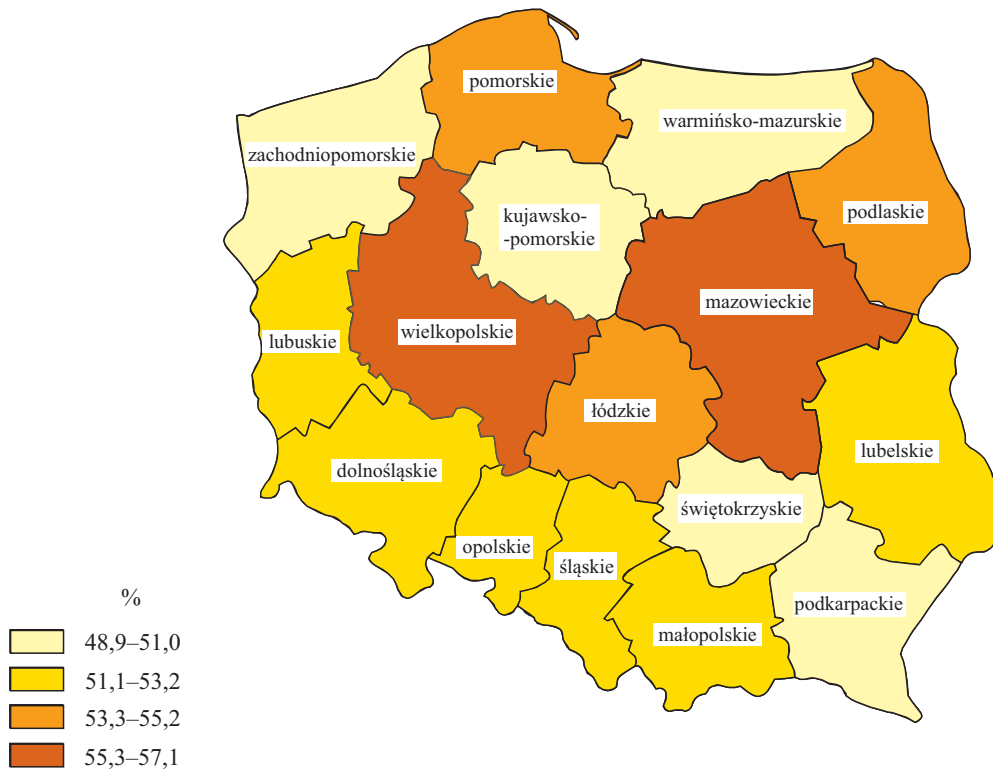 pomorskie
warmińsko-mazurskie
zachodniopomorskie
kujawsko-
-pomorskie
podlaskie
mazowieckie
wielkopolskie
lubuskie
łódzkie
lubelskie
dolnośląskie
świętokrzyskie
opolskie
śląskie
podkarpackie
małopolskie
%
48,9–51,0
51,1–53,2
53,3–55,2
55,3–57,1